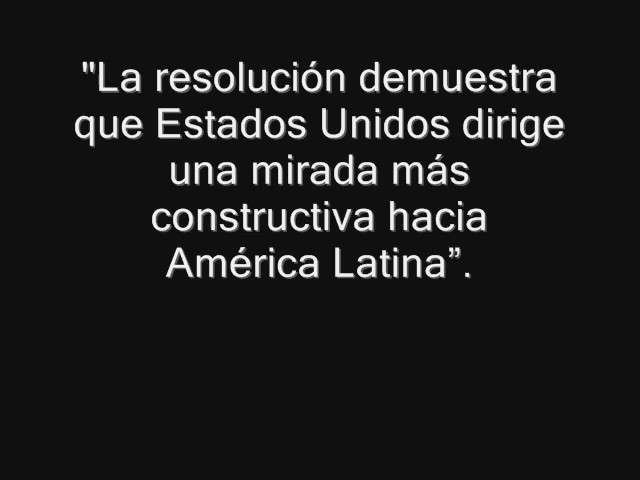 "La resolución demuestra
que Estados Unidos dirige
una mirada más
constructiva hacia
América Latina”.